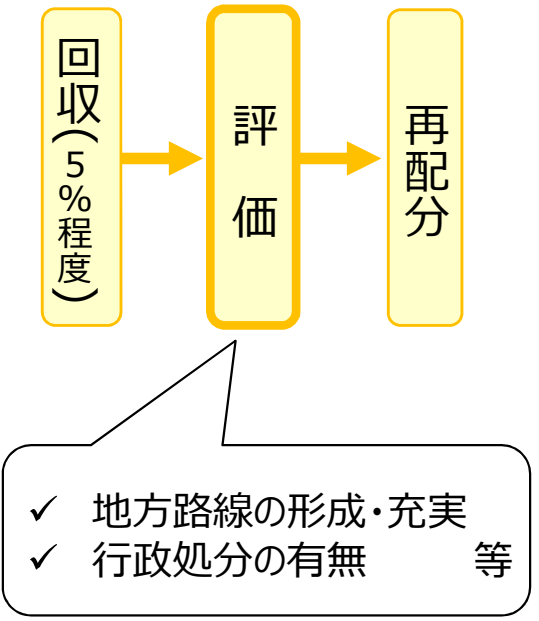 回収(5%程度)
評価
再配分
✓ 地方路線の形成・充実
✓ 行政処分の有無 等